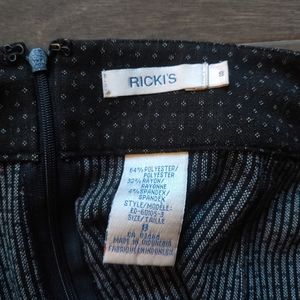 RICKI'S
8
64% POLYESTER/
POLYESTER
32% RAYON/
RAYONNE
4% SPANDEX/
SPANDEX
STYLE/MODELE:
SIZE/TAILLE
8
MADE IN INDONESIA